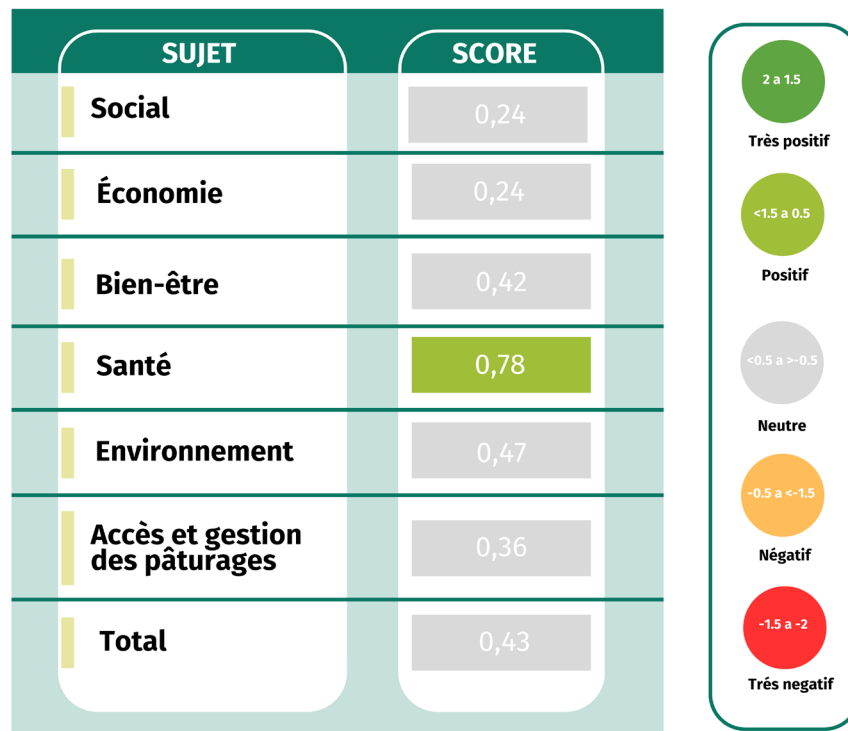 SUJET SCORE
Social 0,24
Économie 0,24
Bien-être 0,42
Santé 0,78
Environnement 0,47
Accès et gestion
des pâturages 0,36
Total 0,43
2 a 1.5
Très positif
<1.5 a 0.5
Positif
<0.5 a >-0.5
Neutre
-0.5 a <-1.5
Négatif
-1.5 a -2
Trés negatif